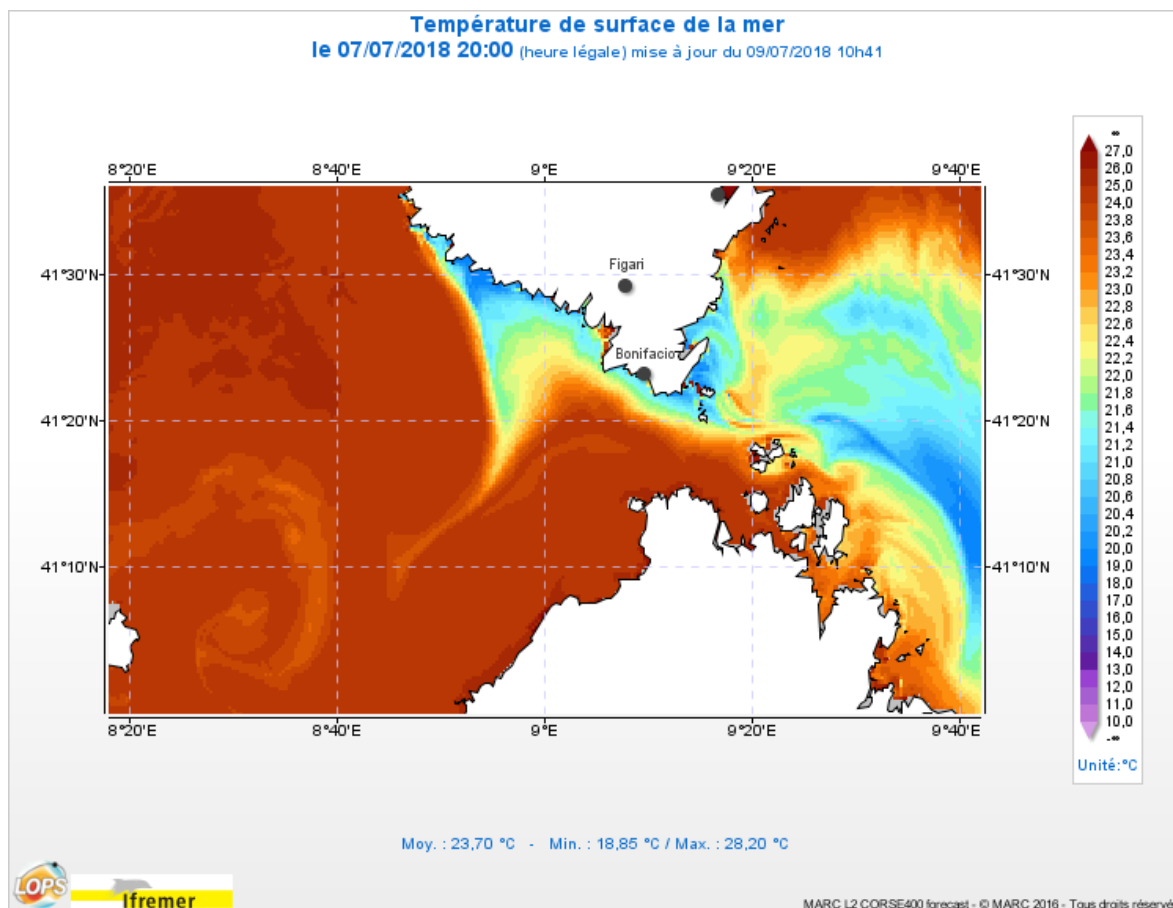 Température de surface de la mer
le 07/07/2018 20:00 (heure légale) mise à jour du 09/07/2018 10h41
8°20'E 8°40'E 9°E 9°20'E 9°40'E
41°30'N
41°20'N
41°10'N
Figari
Bonifacio
41°30'N
41°20'N
41°10'N
8°20'E 8°40'E 9°E 9°20'E 9°40'E
∞
27,0
26,0
25,0
24,0
23,8
23,6
23,4
23,2
23,0
22,8
22,6
22,4
22,2
22,0
21,8
21,6
21,4
21,2
21,0
20,8
20,6
20,4
20,2
20,0
19,0
18,0
17,0
16,0
15,0
14,0
13,0
12,0
11,0
10,0
-∞
Unité:°C
Moy. : 23,70 °C - Min. : 18,85 °C / Max. : 28,20 °C
LOPS
Ifremer
MARC L2 CORSE400 forecast - © MARC 2016 - Tous droits réservé